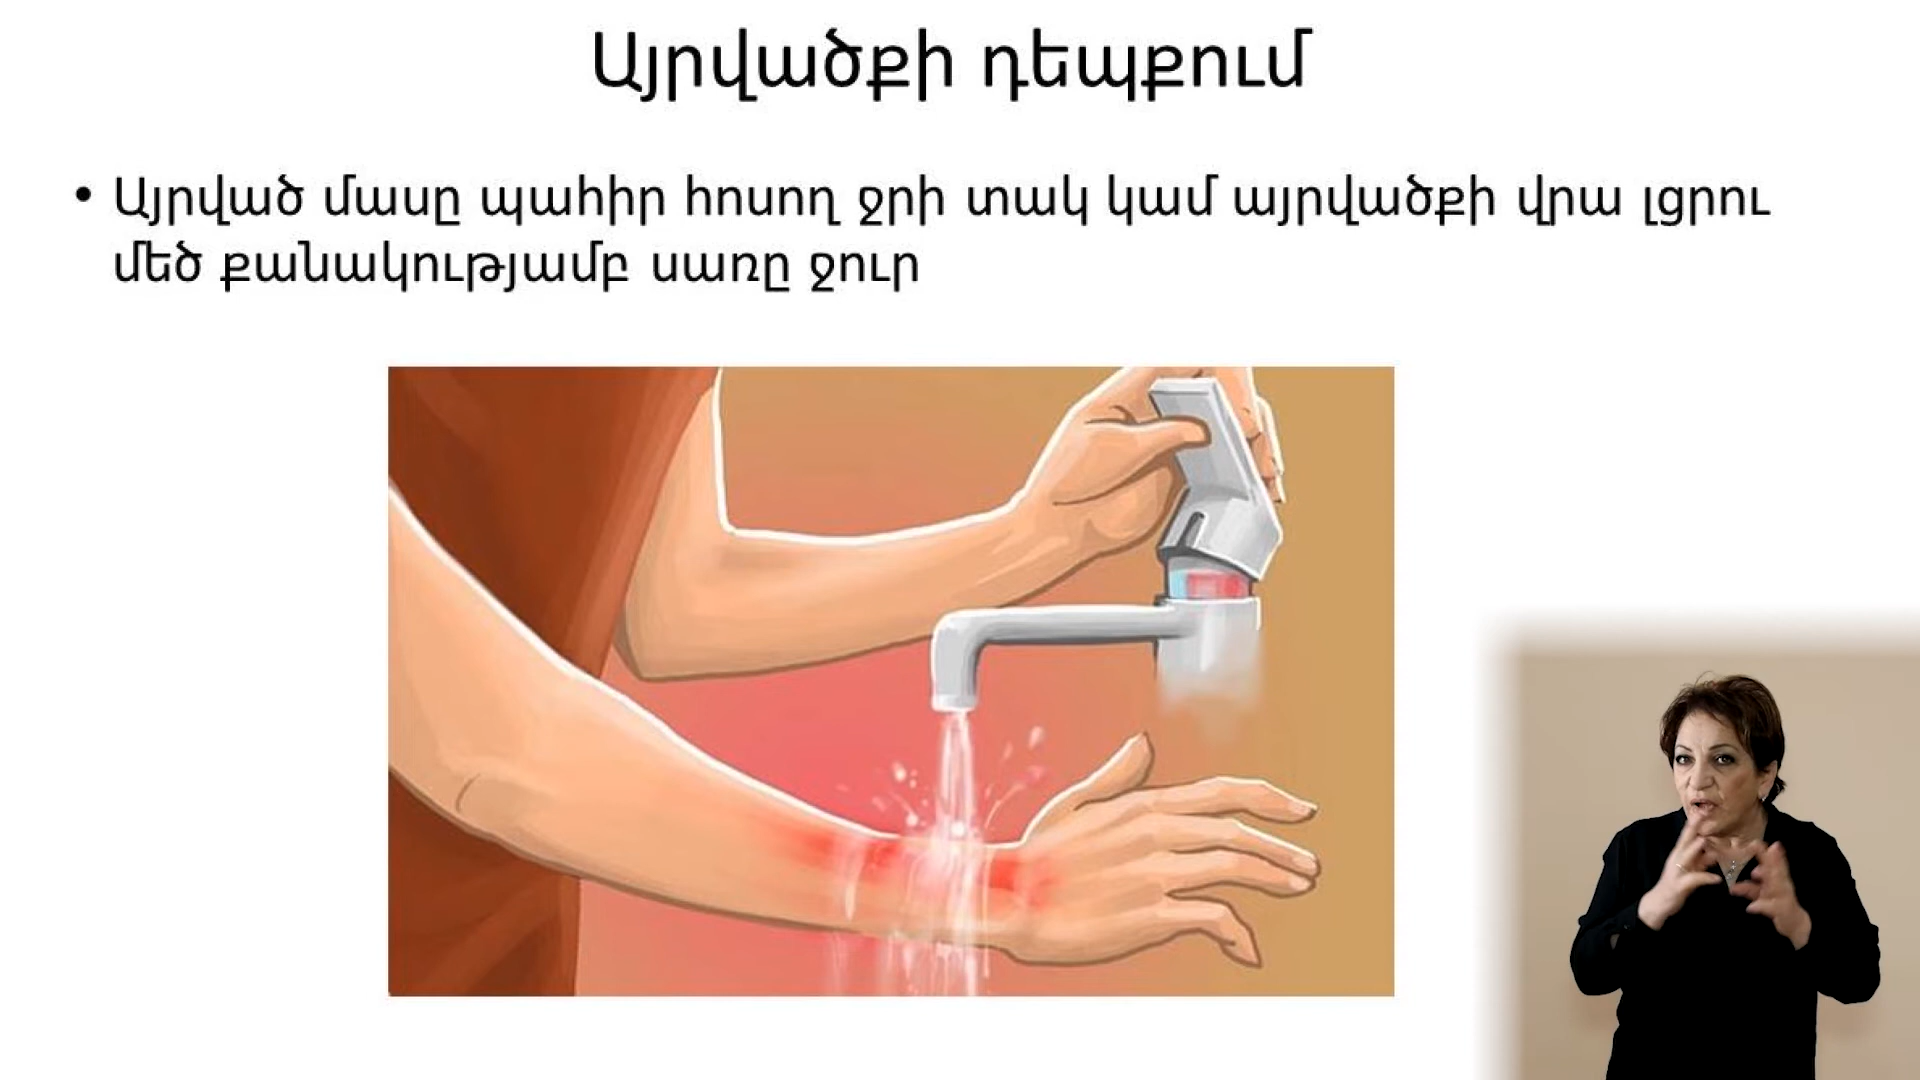 Այրվածքի դեպքում
• Այրված մասը պահիր հոսող ջրի տակ կամ այրվածքի վրա լցրու
մեծ քանակությամբ սառը ջուր